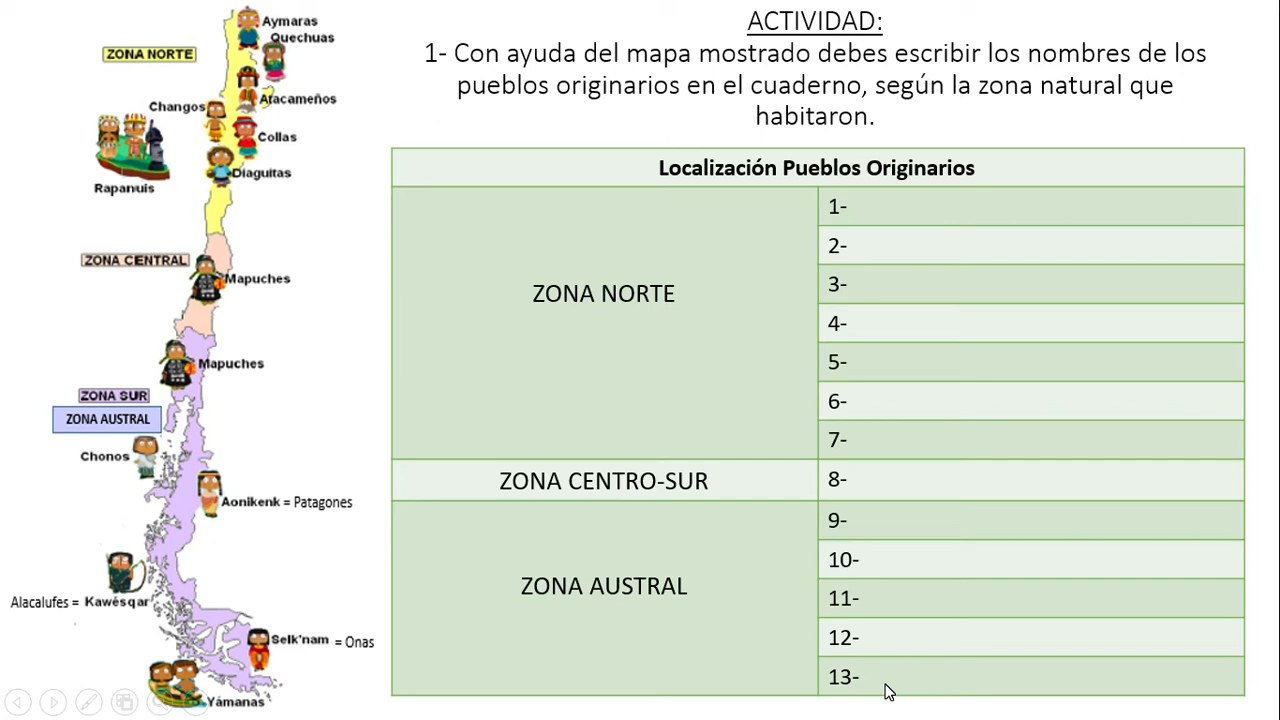 ACTIVIDAD:
1- Con ayuda del mapa mostrado debes escribir los nombres de los
pueblos originarios en el cuaderno, según la zona natural que
habitaron.
Aymaras
Quechuas
ZONA NORTE
Atacameños
Changos
Collas
Diaguitas
Rapanuis
ZONA CENTRAL
Mapuches
Mapuches
ZONA SUR
ZONA AUSTRAL
Chonos
Aonikenk = Patagones
Alacalufes = Kawésqar
Selk'nam = Onas
Yámanas
Localización Pueblos Originarios
ZONA NORTE
1-
2-
3-
4-
5-
6-
7-
ZONA CENTRO-SUR
8-
ZONA AUSTRAL
9-
10-
11-
12-
13-